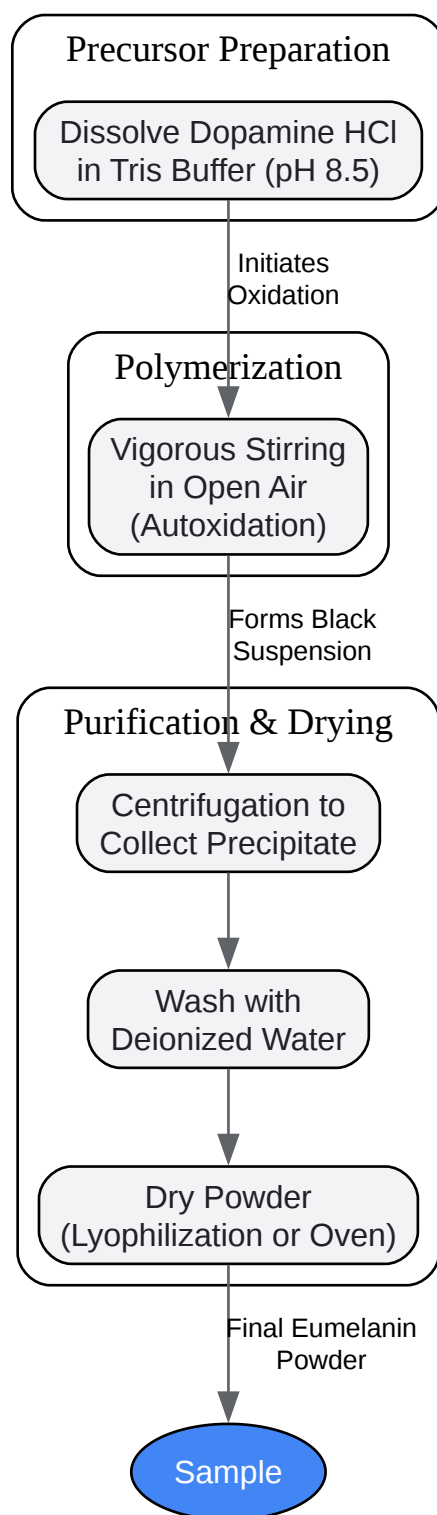 Precursor Preparation
Dissolve Dopamine HCl
in Tris Buffer (pH 8.5)
Initiates
Oxidation
Polymerization
Vigorous Stirring
in Open Air
(Autoxidation)
Forms Black
Suspension
Purification & Drying
Centrifugation to
Collect Precipitate
Wash with
Deionized Water
Dry Powder
(Lyophilization or Oven)
Final Eumelanin
Powder
Sample